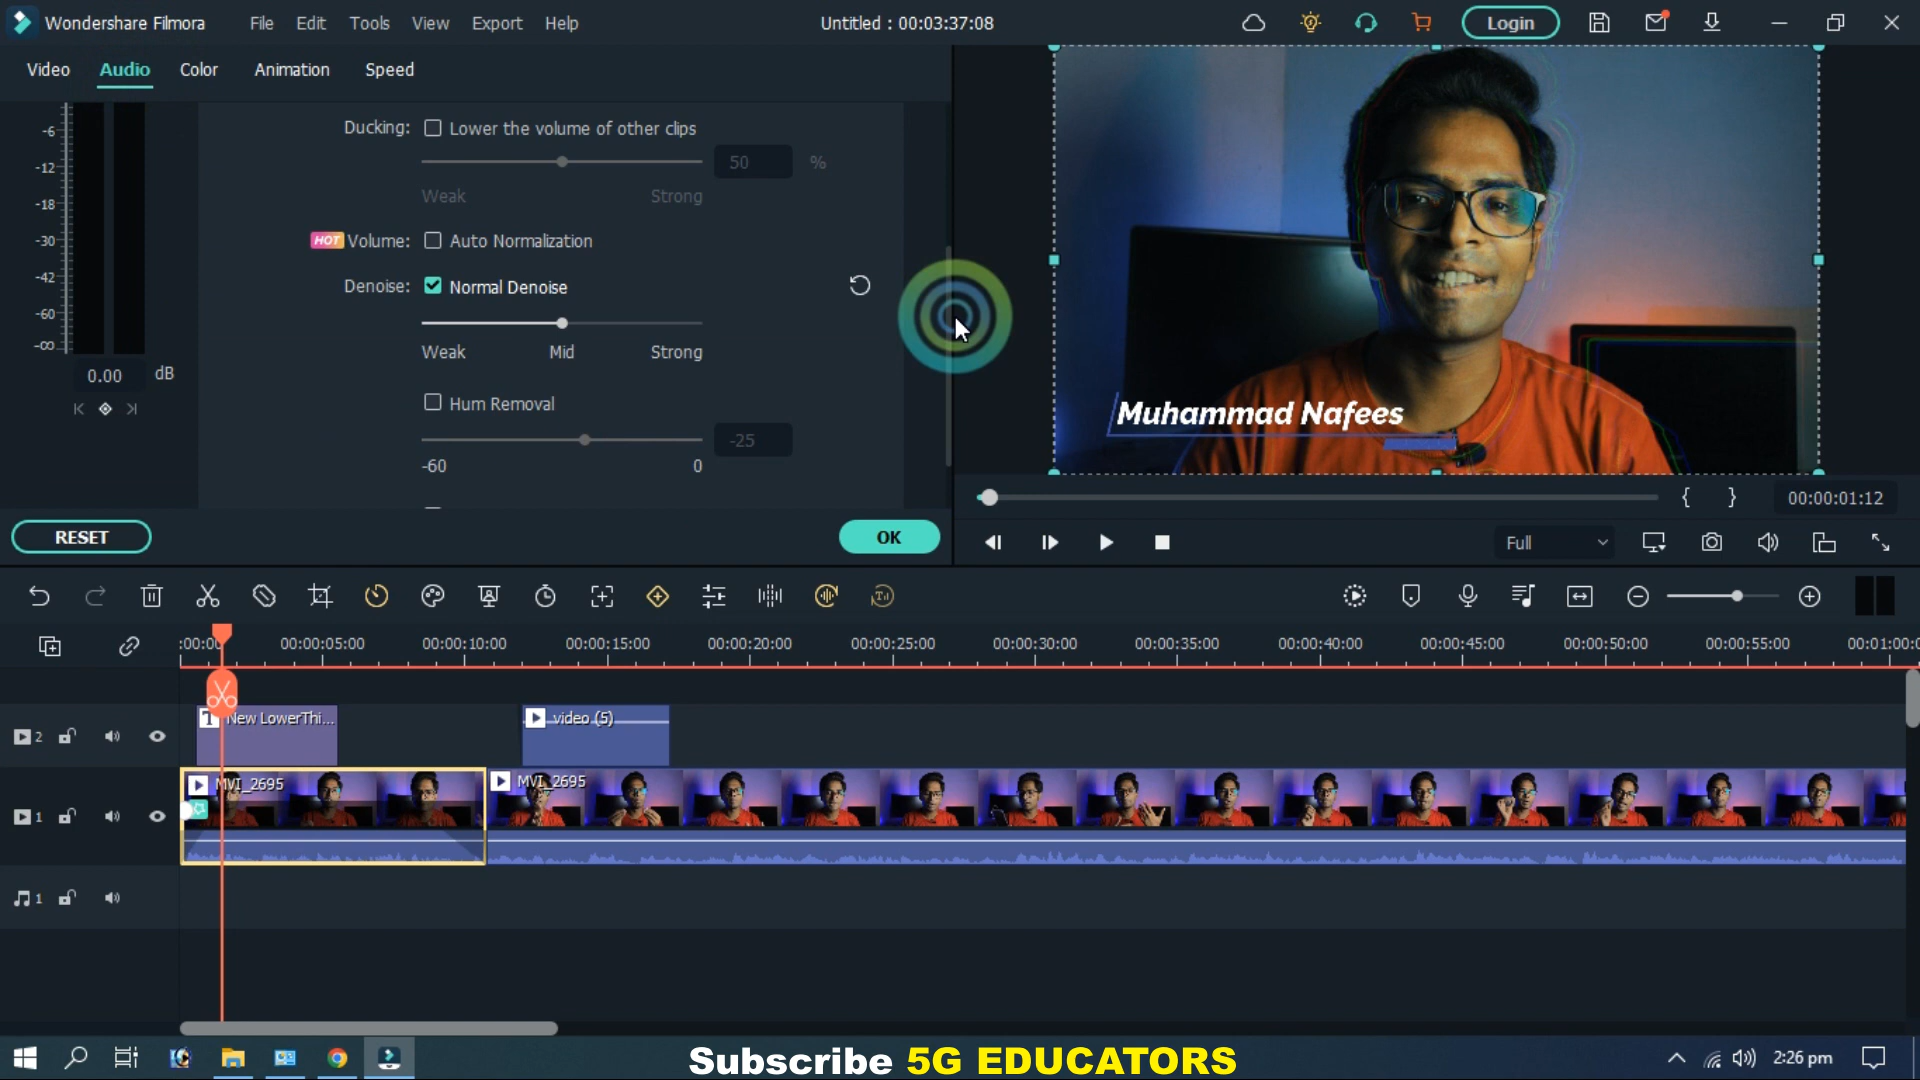 Wondershare Filmora File Edit Tools View Export Help Untitled : 00:03:37:08 Login
Video Audio Color Animation Speed
-6
-12
-18
-30
-42
-60
-∞
0.00 dB
Ducking: Lower the volume of other clips
50 %
Weak Strong
HOT Volume: Auto Normalization
Denoise: Normal Denoise
Weak Mid Strong
Hum Removal
-25
-60 0
RESET OK
Muhammad Nafees
{ } 00:00:01:12
Full
:00:00 00:00:05:00 00:00:10:00 00:00:15:00 00:00:20:00 00:00:25:00 00:00:30:00 00:00:35:00 00:00:40:00 00:00:45:00 00:00:50:00 00:00:55:00 00:01:00:0
2 T New LowerThi... video (5)
1 MVI_2695 MVI_2695
1
Subscribe 5G EDUCATORS
2:26 pm